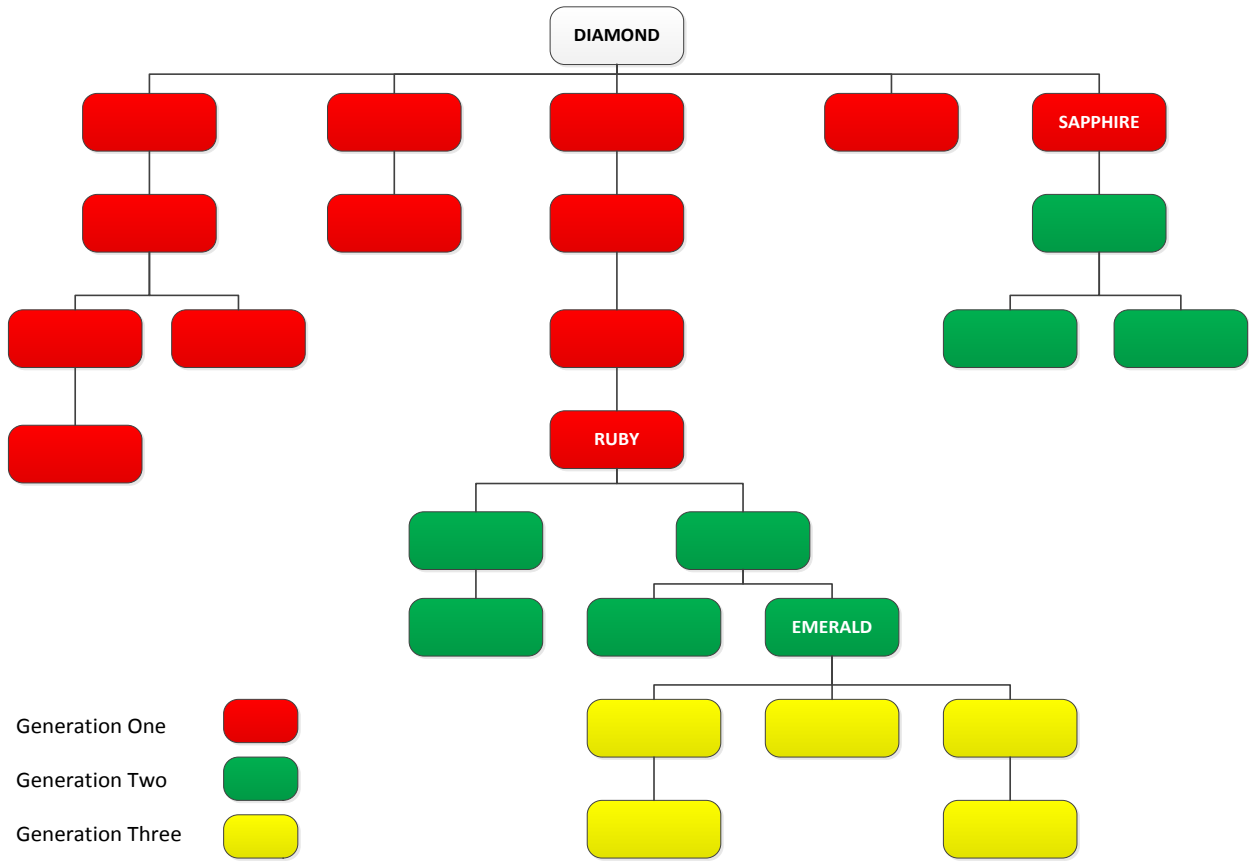 DIAMOND
SAPPHIRE
RUBY
EMERALD
Generation One
Generation Two
Generation Three